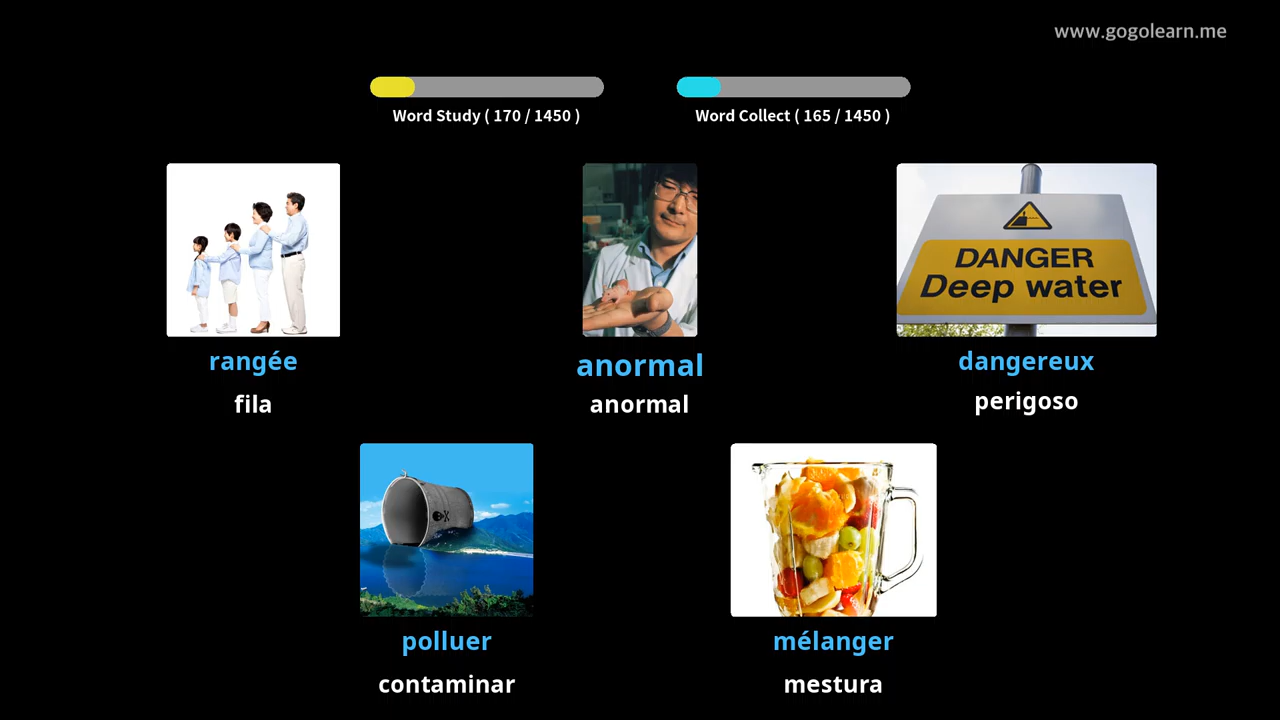 www.gogolearn.me
Word Study ( 170 / 1450 )
Word Collect ( 165 / 1450 )
DANGER
Deep water
rangée
anormal
dangereux
fila
anormal
perigoso
polluer
mélanger
contaminar
mestura